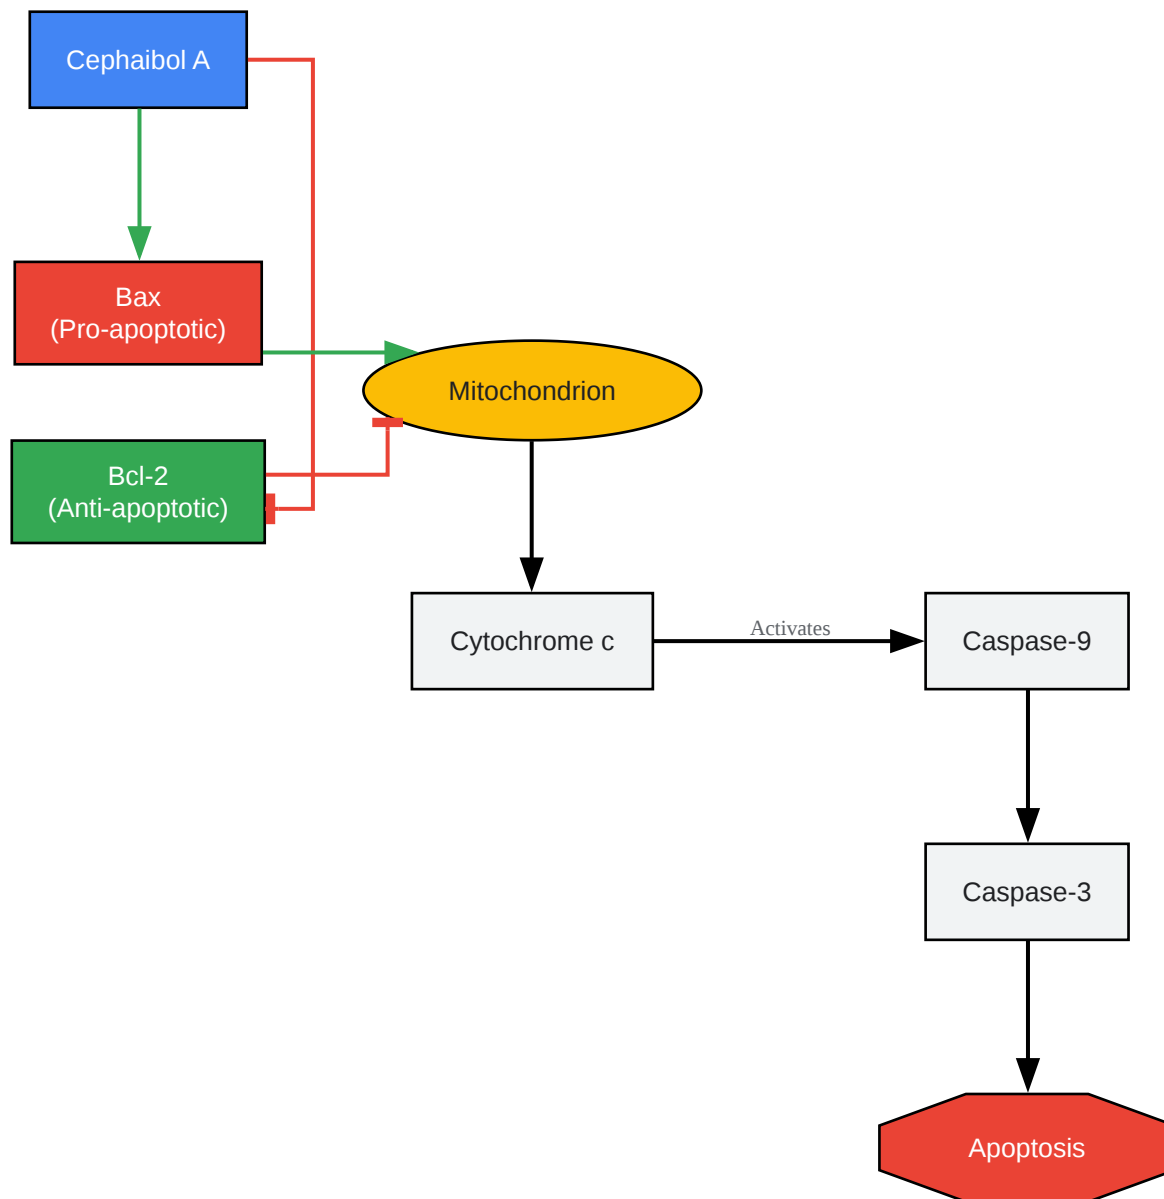 Cephaibol A
Bax
(Pro-apoptotic)
Mitochondrion
Bcl-2
(Anti-apoptotic)
Cytochrome c
Activates
Caspase-9
Caspase-3
Apoptosis